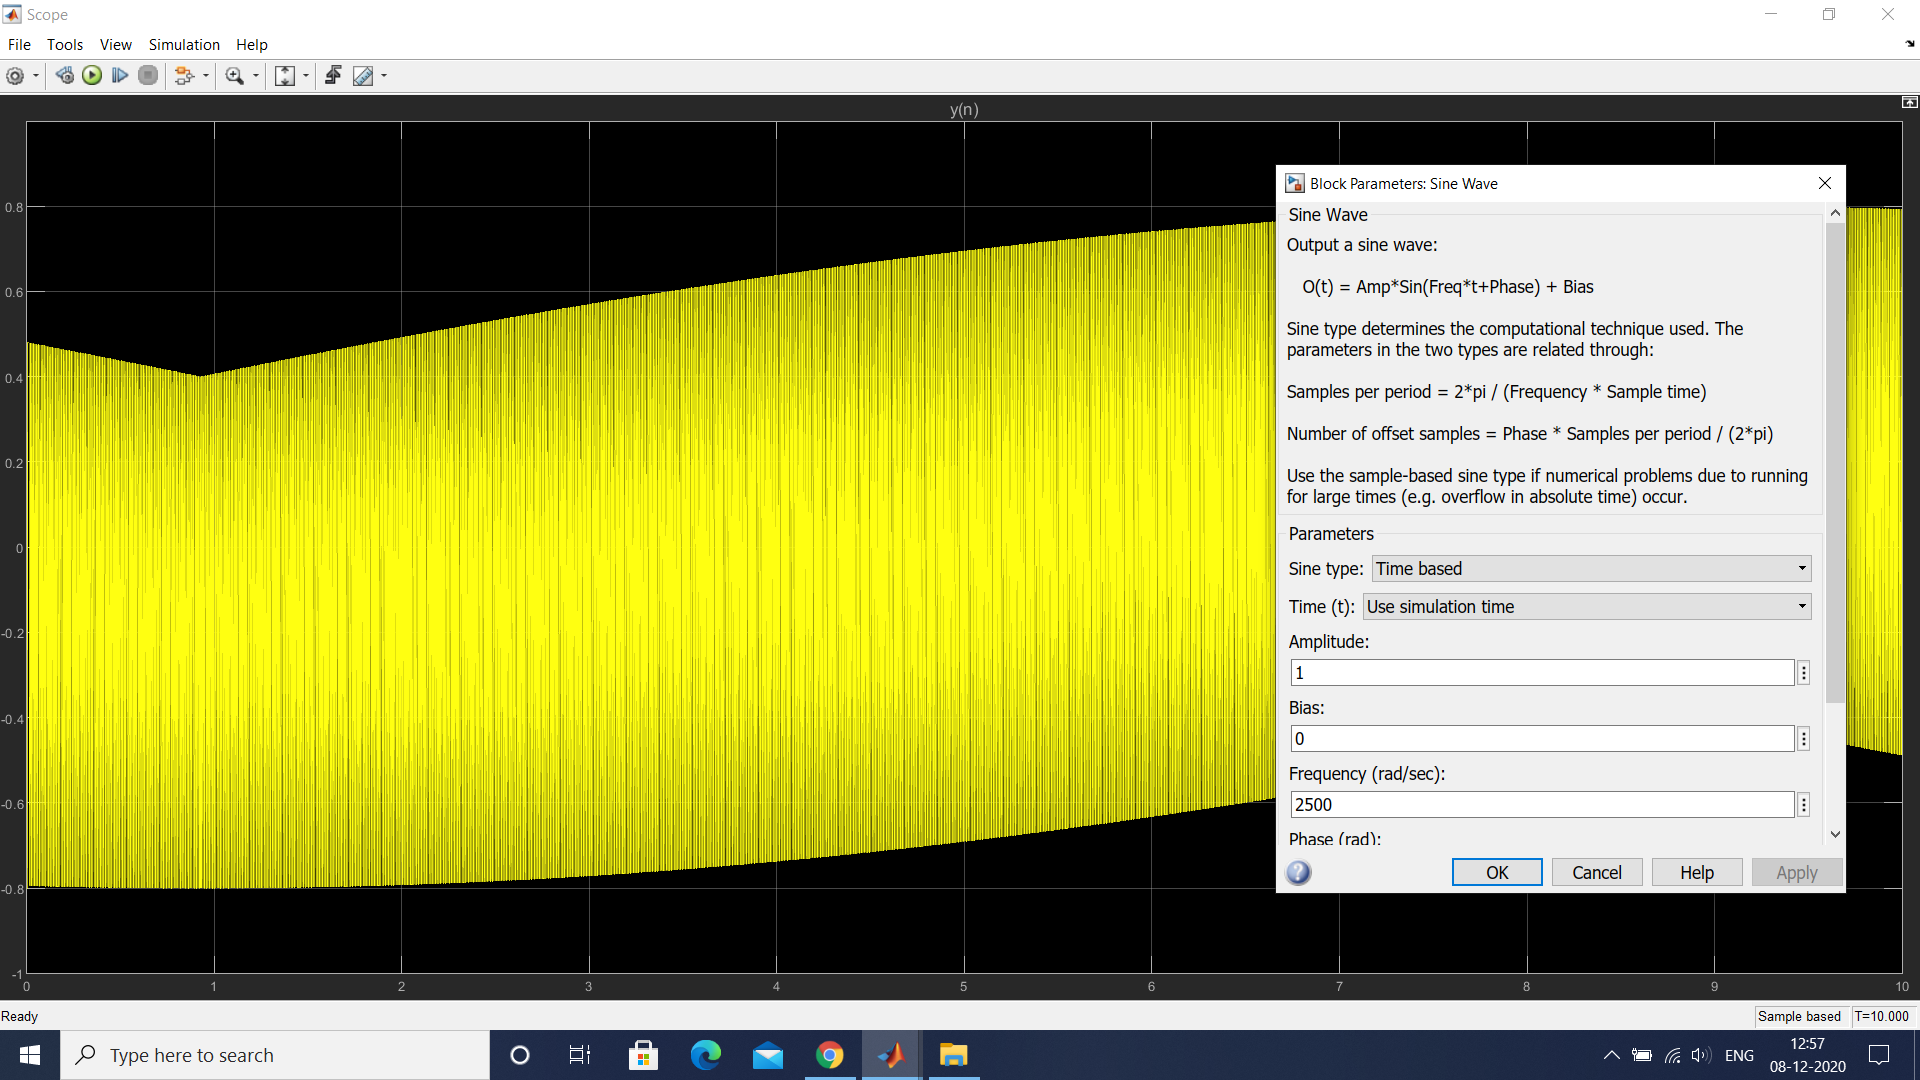 Scope
File Tools View Simulation Help
y(n)
0.8
0.6
0.4
0.2
0
-0.2
-0.4
-0.6
-0.8
-1
0 1 2 3 4 5 6 7 8 9 10
Block Parameters: Sine Wave
Sine Wave
Output a sine wave:
O(t) = Amp*Sin(Freq*t+Phase) + Bias
Sine type determines the computational technique used. The
parameters in the two types are related through:
Samples per period = 2*pi / (Frequency * Sample time)
Number of offset samples = Phase * Samples per period / (2*pi)
Use the sample-based sine type if numerical problems due to running
for large times (e.g. overflow in absolute time) occur.
Parameters
Sine type: Time based
Time (t): Use simulation time
Amplitude:
1
Bias:
0
Frequency (rad/sec):
2500
Phase (rad):
OK Cancel Help Apply
Ready
Sample based T=10.000
Type here to search
ENG
12:57
08-12-2020